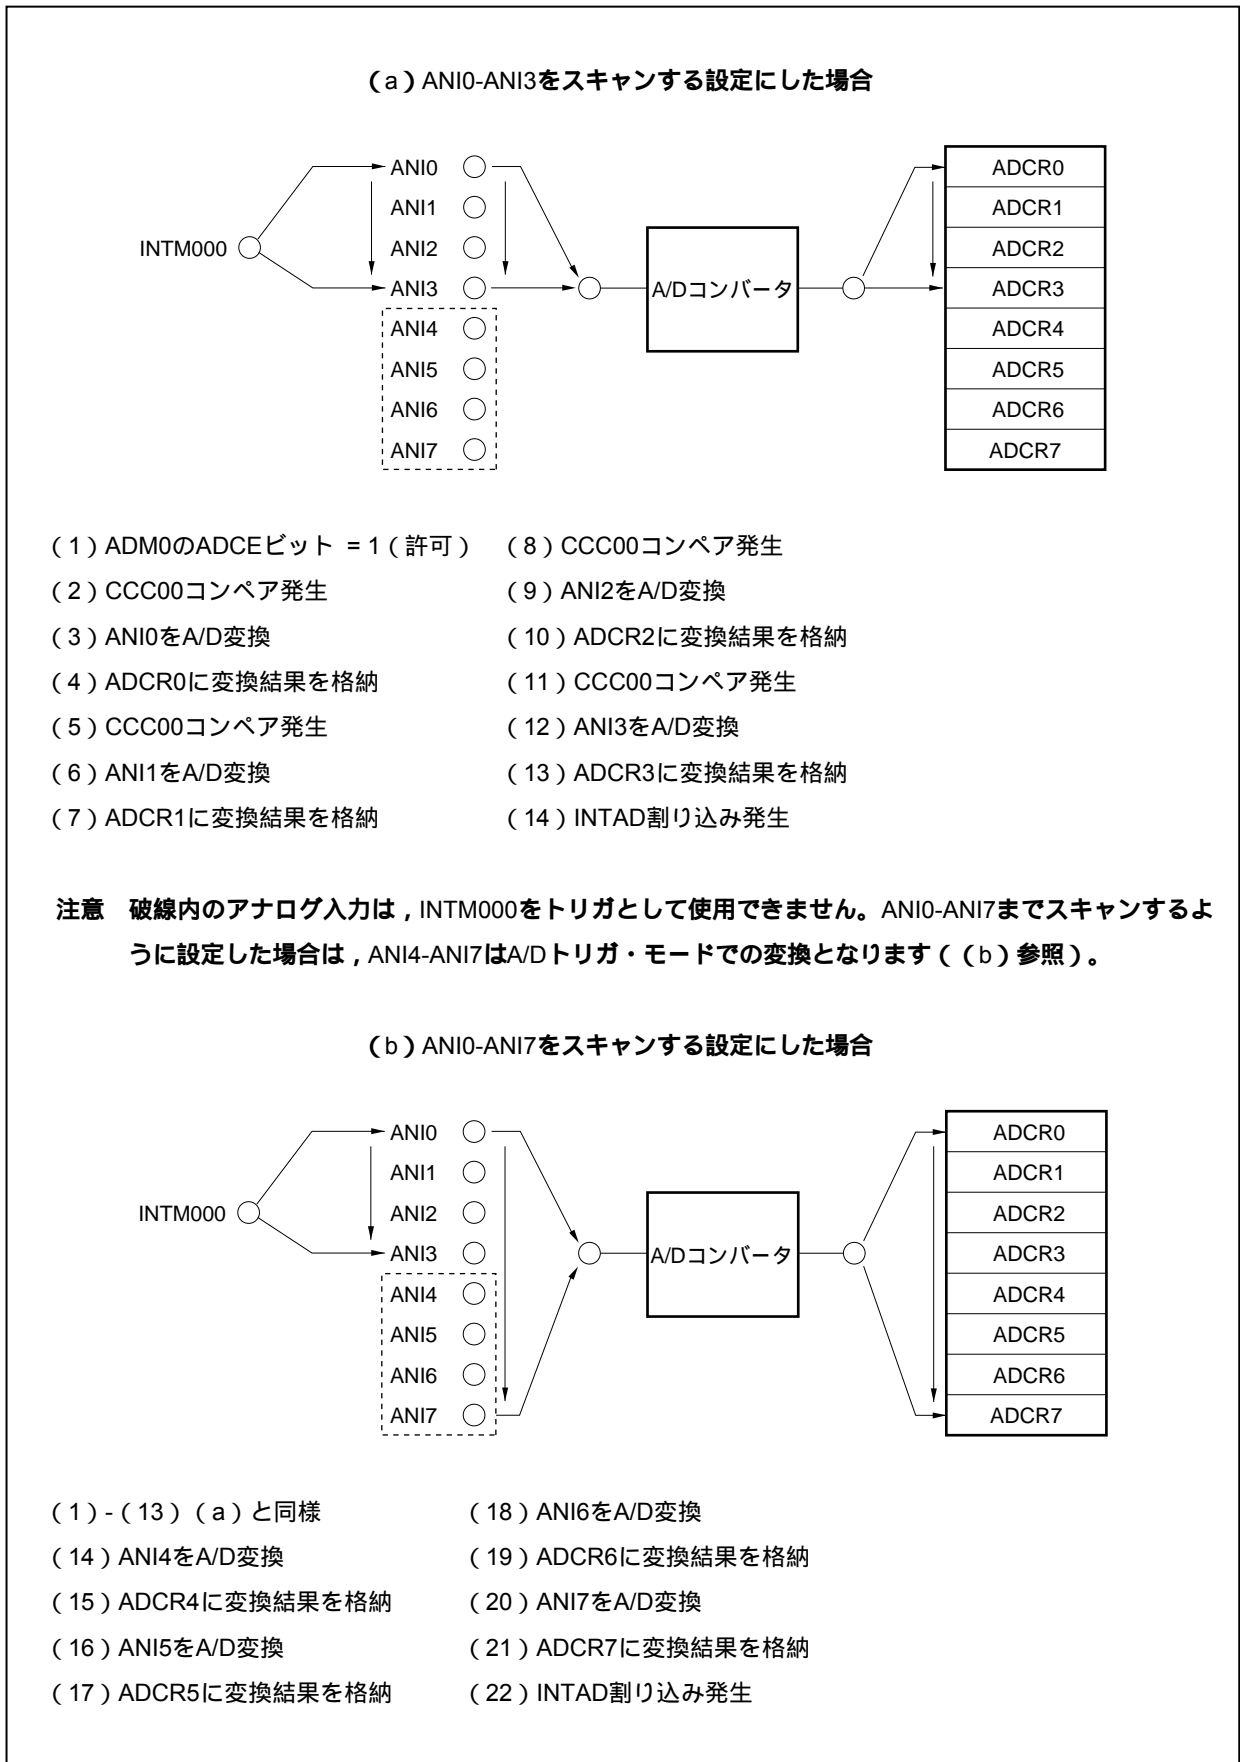 （a）ANI0-ANI3をスキャンする設定にした場合
INTM000
ANI0
ANI1
ANI2
ANI3
ANI4
ANI5
ANI6
ANI7
A/Dコンバータ
ADCR0
ADCR1
ADCR2
ADCR3
ADCR4
ADCR5
ADCR6
ADCR7
（1）ADM0のADCEビット = 1（許可）
（2）CCC00コンペア発生
（3）ANI0をA/D変換
（4）ADCR0に変換結果を格納
（5）CCC00コンペア発生
（6）ANI1をA/D変換
（7）ADCR1に変換結果を格納
（8）CCC00コンペア発生
（9）ANI2をA/D変換
（10）ADCR2に変換結果を格納
（11）CCC00コンペア発生
（12）ANI3をA/D変換
（13）ADCR3に変換結果を格納
（14）INTAD割り込み発生
注意　破線内のアナログ入力は，INTM000をトリガとして使用できません。ANI0-ANI7までスキャンするよ
うに設定した場合は，ANI4-ANI7はA/Dトリガ・モードでの変換となります（（b）参照）。
（b）ANI0-ANI7をスキャンする設定にした場合
INTM000
ANI0
ANI1
ANI2
ANI3
ANI4
ANI5
ANI6
ANI7
A/Dコンバータ
ADCR0
ADCR1
ADCR2
ADCR3
ADCR4
ADCR5
ADCR6
ADCR7
（1）-（13）（a）と同様
（14）ANI4をA/D変換
（15）ADCR4に変換結果を格納
（16）ANI5をA/D変換
（17）ADCR5に変換結果を格納
（18）ANI6をA/D変換
（19）ADCR6に変換結果を格納
（20）ANI7をA/D変換
（21）ADCR7に変換結果を格納
（22）INTAD割り込み発生